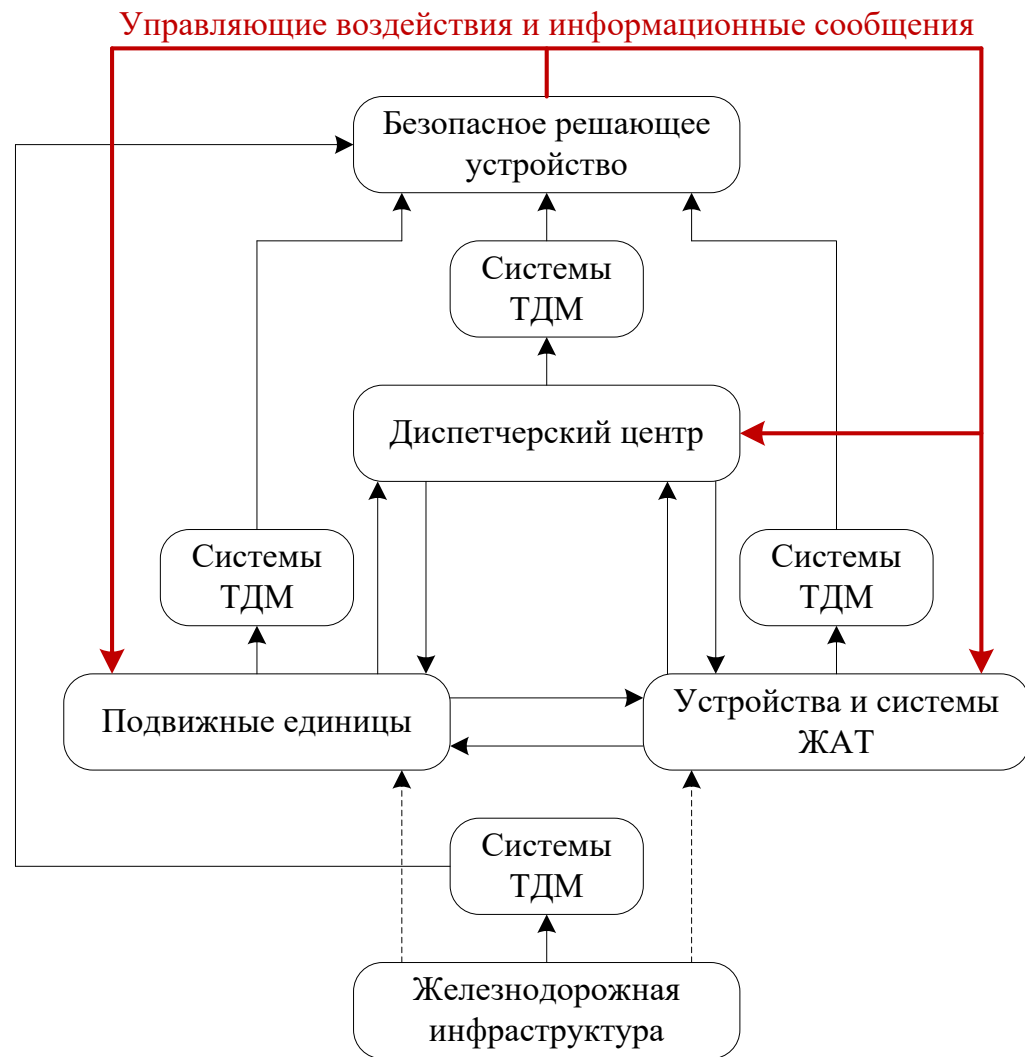 Управляющие воздействия и информационные сообщения
Безопасное решающее
устройство
Системы
ТДМ
Диспетчерский центр
Системы
ТДМ
Системы
ТДМ
Подвижные единицы
Устройства и системы
ЖАТ
Системы
ТДМ
Железнодорожная
инфраструктура